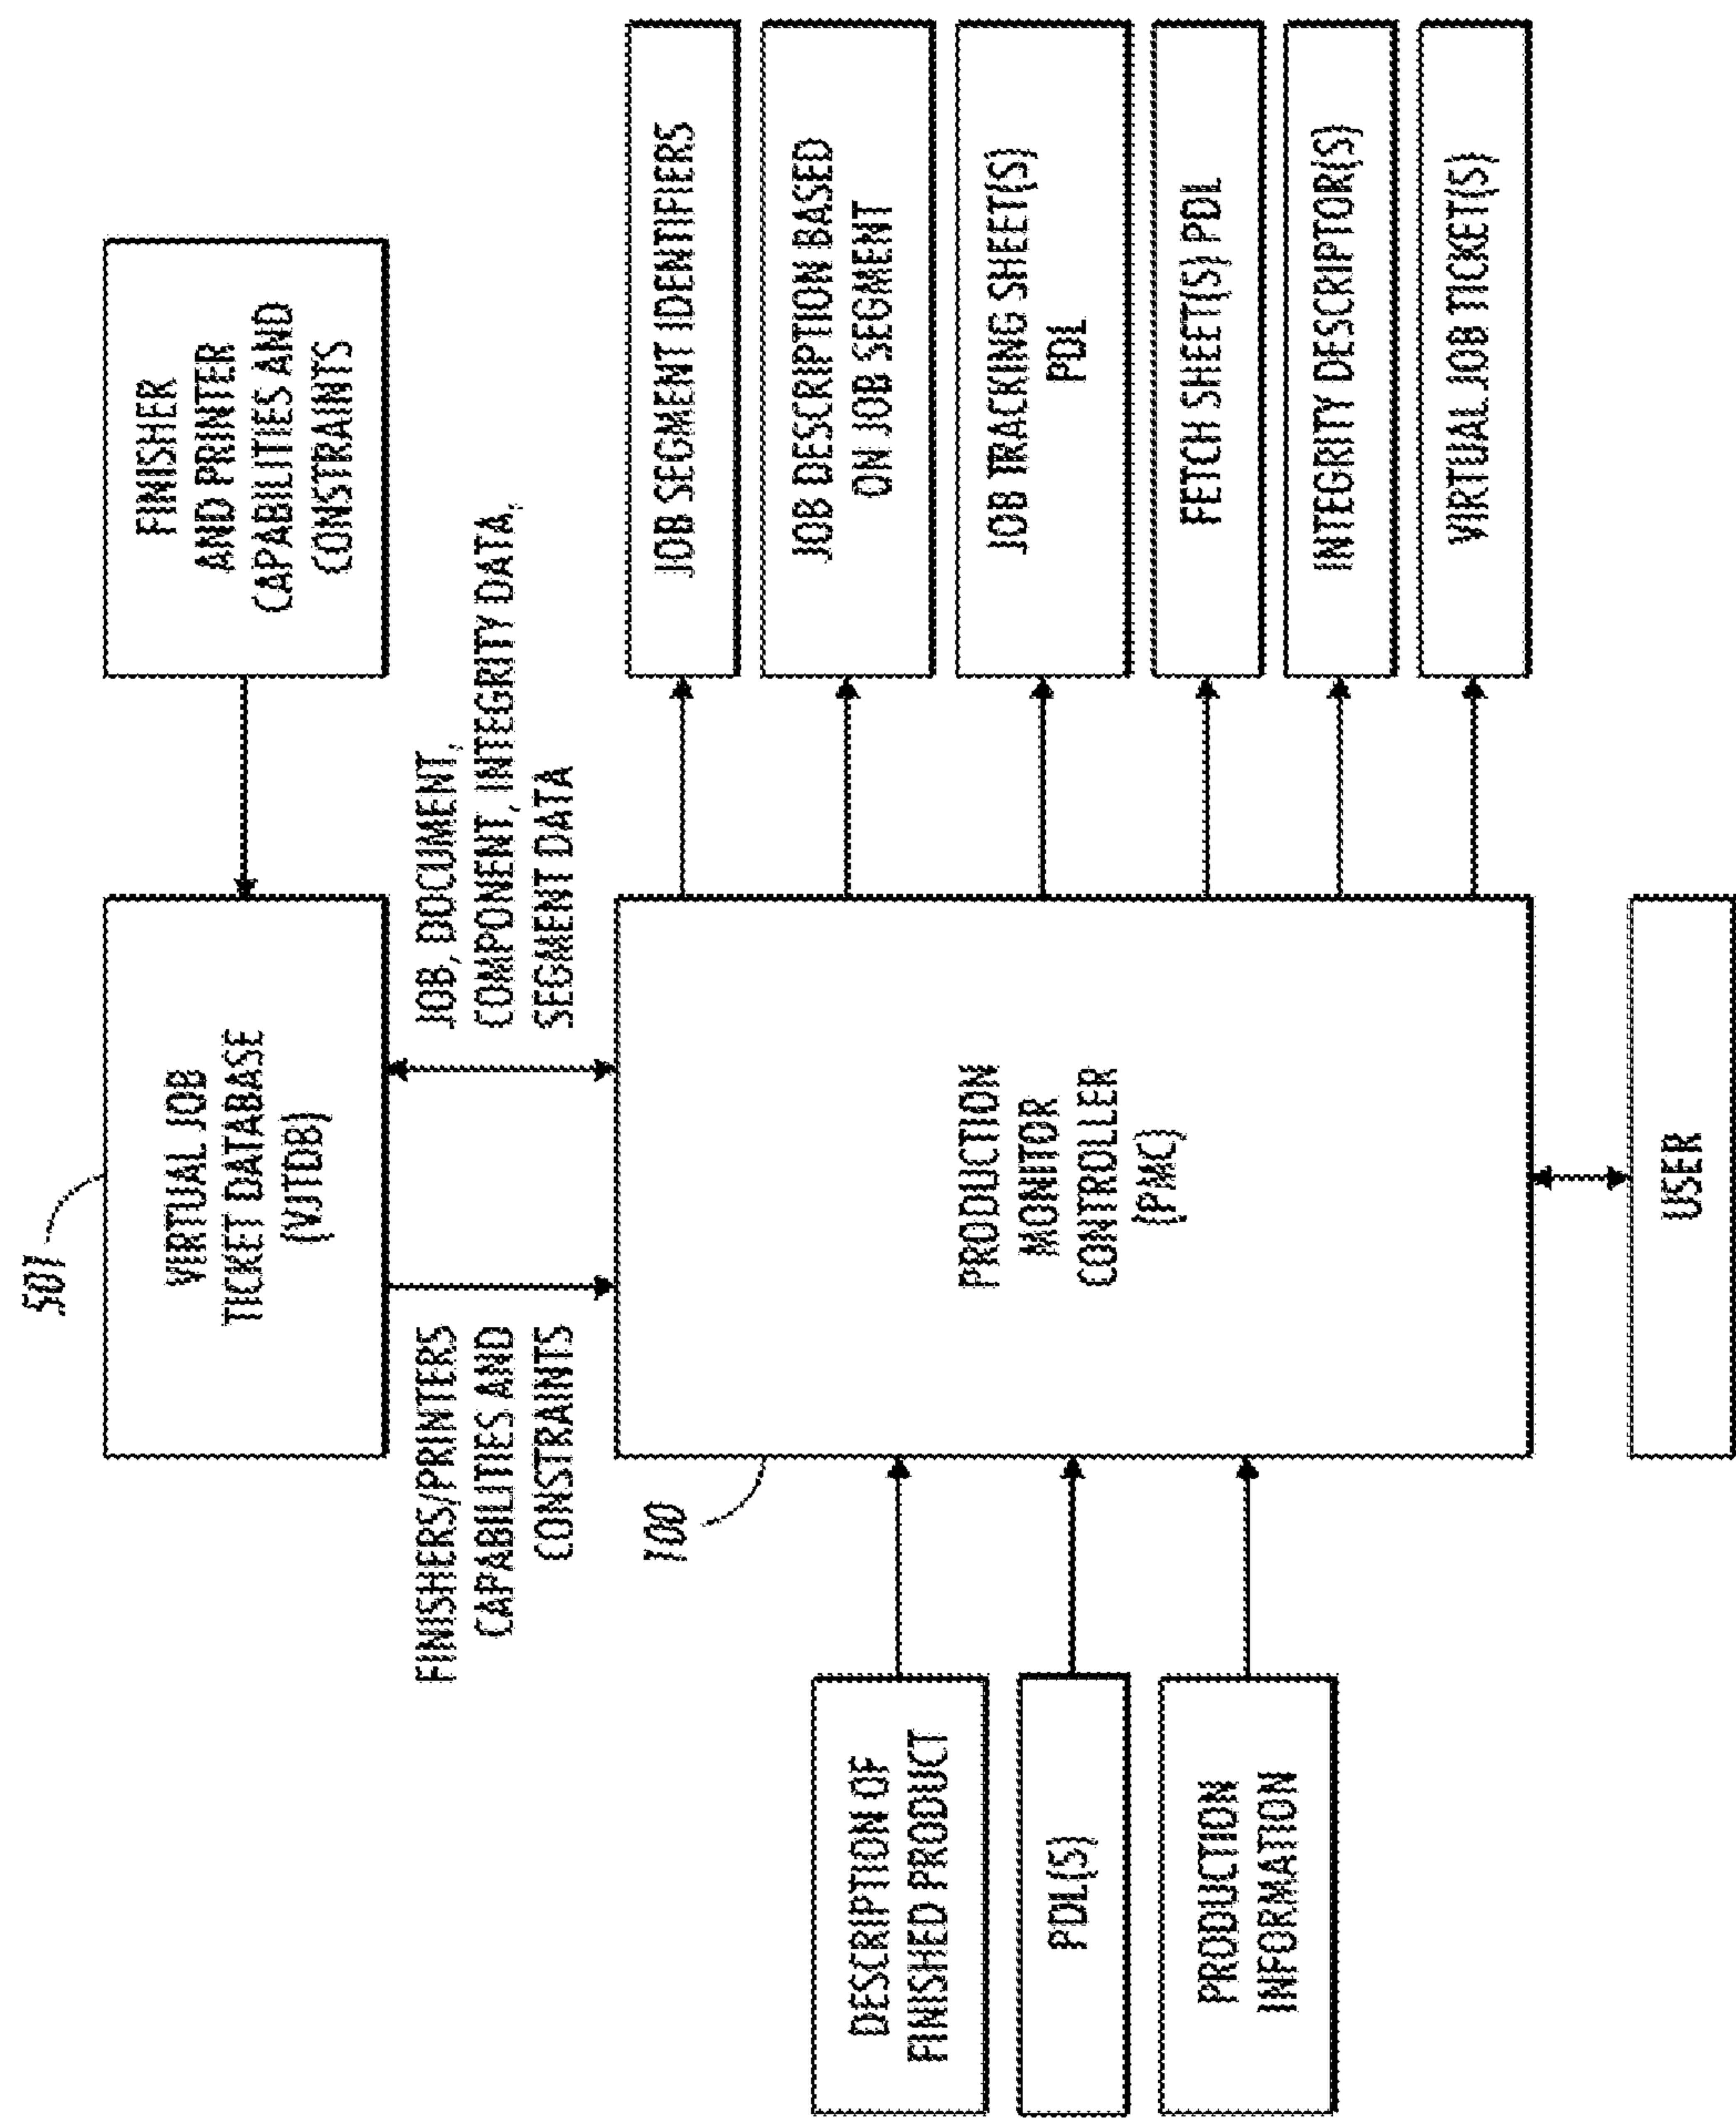 501
VIRTUAL JOB
TICKET DATABASE
(VJTDB)
FINISHER
AND PRINTER
CAPABILITIES AND
CONSTRAINTS
FINISHERS/PRINTERS
CAPABILITIES AND
CONSTRAINTS
JOB, DOCUMENT,
COMPONENT, INTEGRITY DATA,
SEGMENT DATA
100
DESCRIPTION OF
FINISHED PRODUCT
PDL(S)
PRODUCTION
INFORMATION
PRODUCTION
MONITOR
CONTROLLER
(PMC)
JOB SEGMENT IDENTIFIERS
JOB DESCRIPTION BASED
ON JOB SEGMENT
JOB TRACKING SHEET(S)
PDL
FETCH SHEET(S) PDL
INTEGRITY DESCRIPTOR(S)
VIRTUAL JOB TICKET(S)
USER